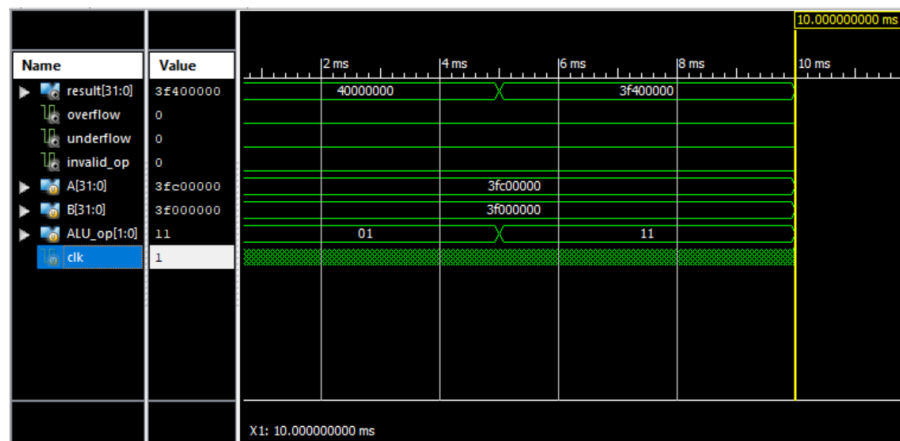 10.000000000 ms
Name Value 2 ms 4 ms 6 ms 8 ms 10 ms
result[31:0] 3f400000 40000000 3f400000
overflow 0
underflow 0
invalid_op 0
A[31:0] 3fc00000 3fc00000
B[31:0] 3f000000 3f000000
ALU_op[1:0] 11 01 11
clk 1
X1: 10.000000000 ms